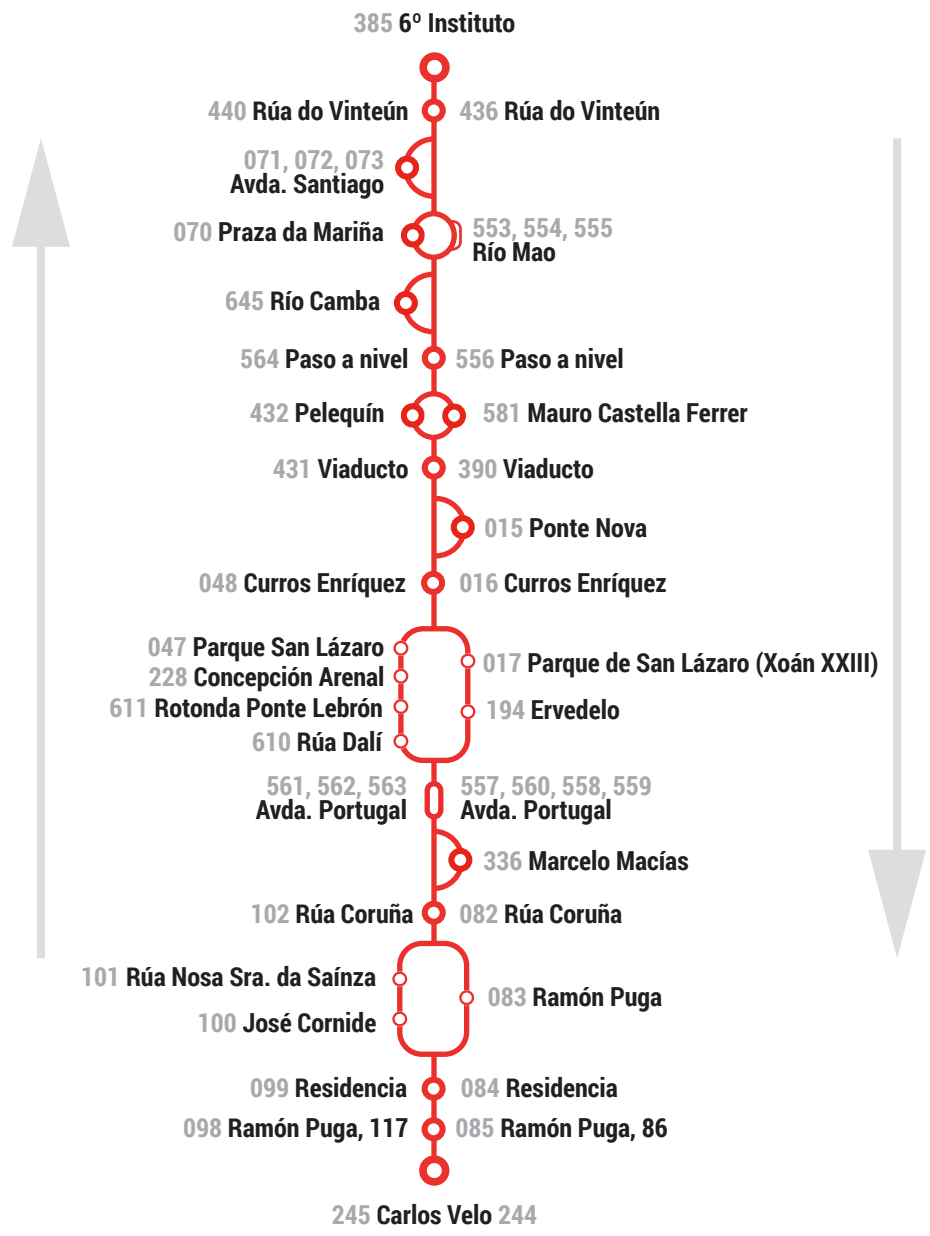 385 6º Instituto
440 Rúa do Vinteún
436 Rúa do Vinteún
071, 072, 073
Avda. Santiago
070 Praza da Mariña
553, 554, 555
Río Mao
645 Río Camba
564 Paso a nivel
556 Paso a nivel
432 Pelequín
581 Mauro Castella Ferrer
431 Viaducto
390 Viaducto
015 Ponte Nova
048 Curros Enríquez
016 Curros Enríquez
047 Parque San Lázaro
017 Parque de San Lázaro (Xoán XXIII)
228 Concepción Arenal
611 Rotonda Ponte Lebrón
194 Ervedelo
610 Rúa Dalí
561, 562, 563
Avda. Portugal
557, 560, 558, 559
Avda. Portugal
336 Marcelo Macías
102 Rúa Coruña
082 Rúa Coruña
101 Rúa Nosa Sra. da Saínza
083 Ramón Puga
100 José Cornide
099 Residencia
084 Residencia
098 Ramón Puga, 117
085 Ramón Puga, 86
245 Carlos Velo 244